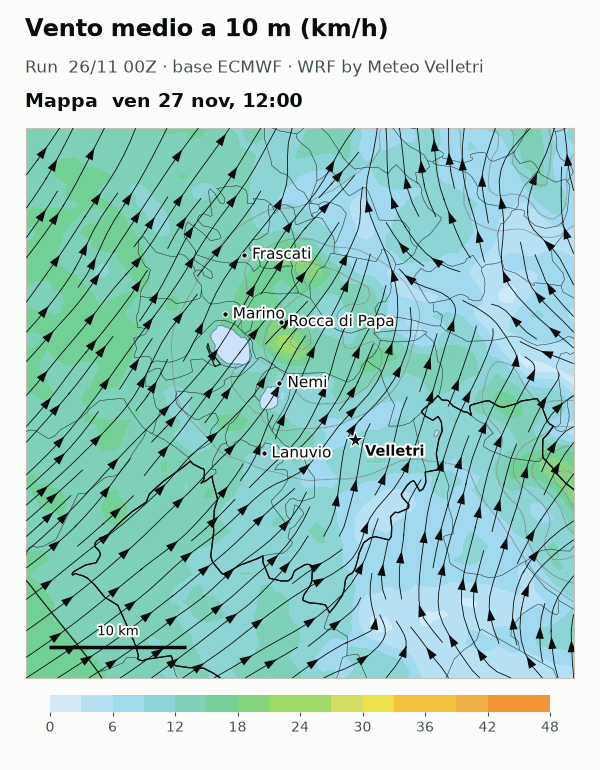 Vento medio a 10 m (km/h)
Run  26/11 00Z · base ECMWF · WRF by Meteo Velletri
Mappa  ven 27 nov, 12:00
Frascati
Marino
Rocca di Papa
Nemi
Velletri
Lanuvio
10 km
0 6 12 18 24 30 36 42 48